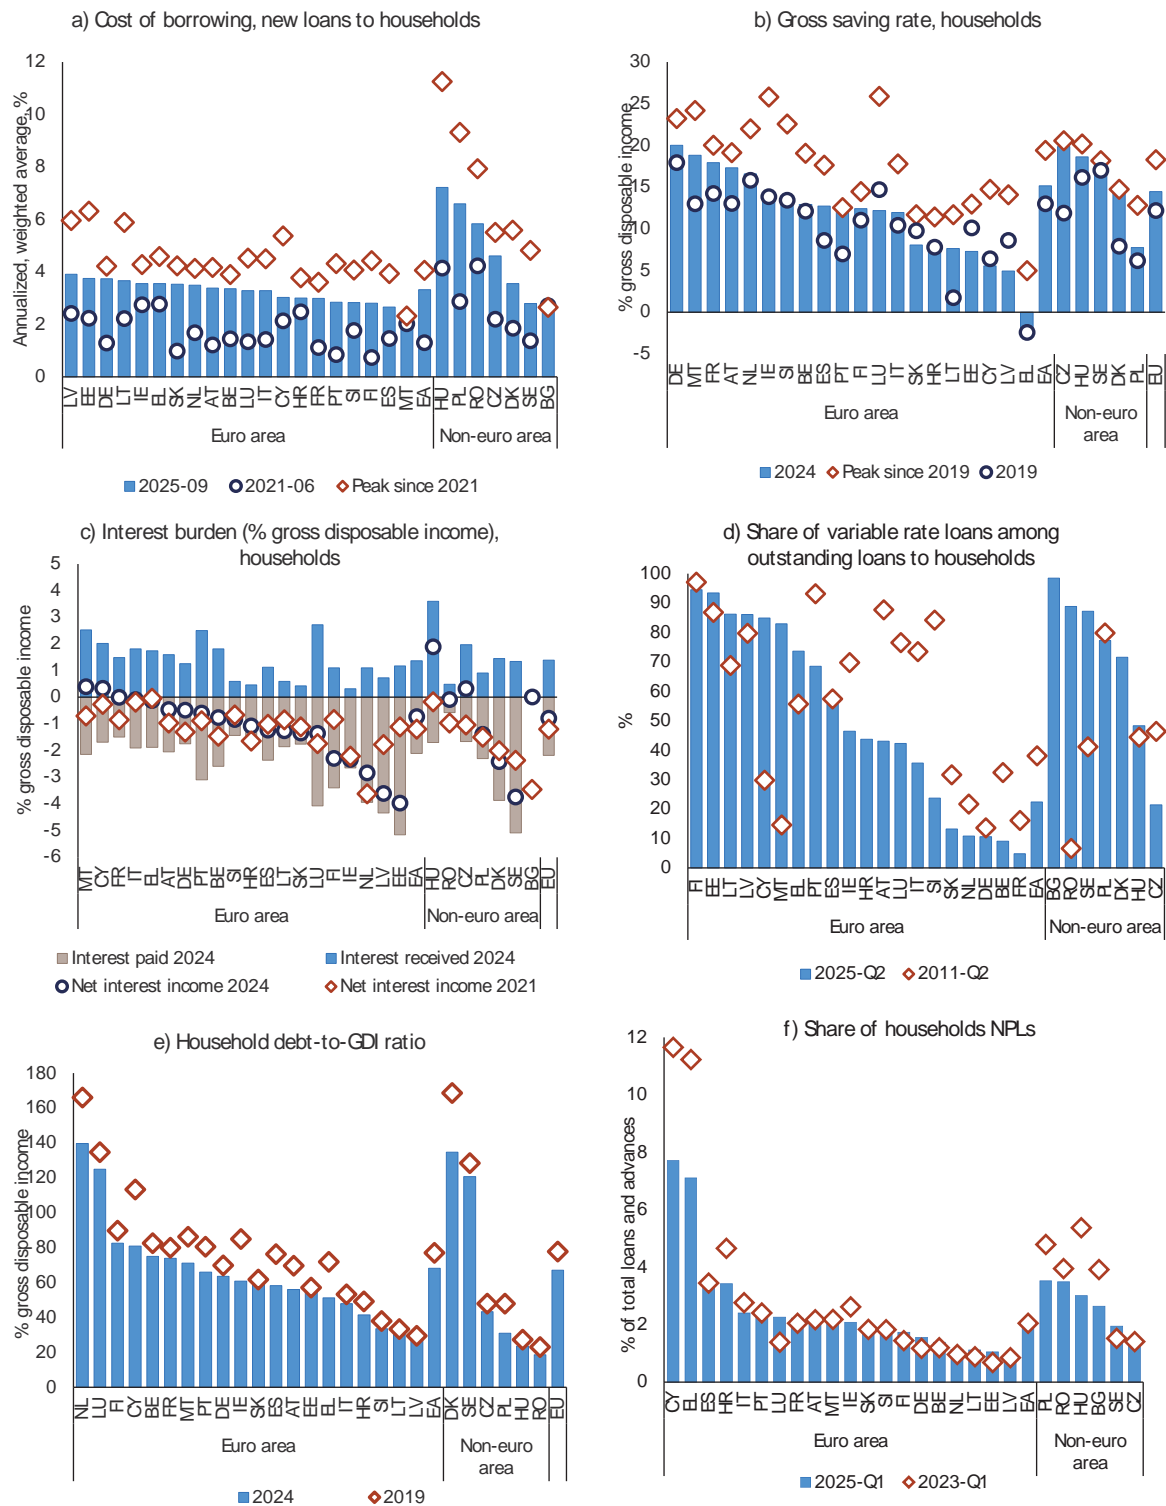 a) Cost of borrowing, new loans to households
Annualized, weighted average, %
12
10
8
6
4
2
0
LV EE DE LT IE EL SK NL AT BE LU IT CY HR FR PT SI FI ES MT EA HU PL RO CZ DK SE BG
Euro area Non-euro area
2025-09 2021-06 Peak since 2021
b) Gross saving rate, households
% gross disposable income
30
25
20
15
10
5
0
-5
DE MT FR AT NL IE SI BE ES PT FI LU IT SK HR LT EE CY LV EL EA CZ HU SE DK PL EU
Euro area Non-euro
area
2024 Peak since 2019 2019
c) Interest burden (% gross disposable income),
households
% gross disposable income
5
4
3
2
1
0
-1
-2
-3
-4
-5
-6
MT CY FR IT EL AT DE PT BE SI HR ES LT SK LU FI IE NL LV EE EA HU RO CZ PL DK SE BG EU
Euro area Non-euro area
Interest paid 2024 Interest received 2024
Net interest income 2024 Net interest income 2021
d) Share of variable rate loans among
outstanding loans to households
%
100
90
80
70
60
50
40
30
20
10
0
FI EE LT LV CY MT EL PT ES IE HR AT LU IT SI SK NL DE BE FR EA BG RO SE PL DK HU CZ
Euro area Non-euro area
2025-Q2 2011-Q2
e) Household debt-to-GDI ratio
% gross disposable income
180
160
140
120
100
80
60
40
20
0
NL LU FI CY BE FR MT PT DE IE SK ES AT EE EL IT HR SI LT LV EA DK SE CZ PL HU RO EU
Euro area Non-euro
area
2024 2019
f) Share of households NPLs
% of total loans and advances
12
10
8
6
4
2
0
CY EL ES HR IT PT LU FR AT MT IE SK SI FI DE BE NL LT EE LV EA PL RO HU BG SE CZ
Euro area Non-euro
area
2025-Q1 2023-Q1